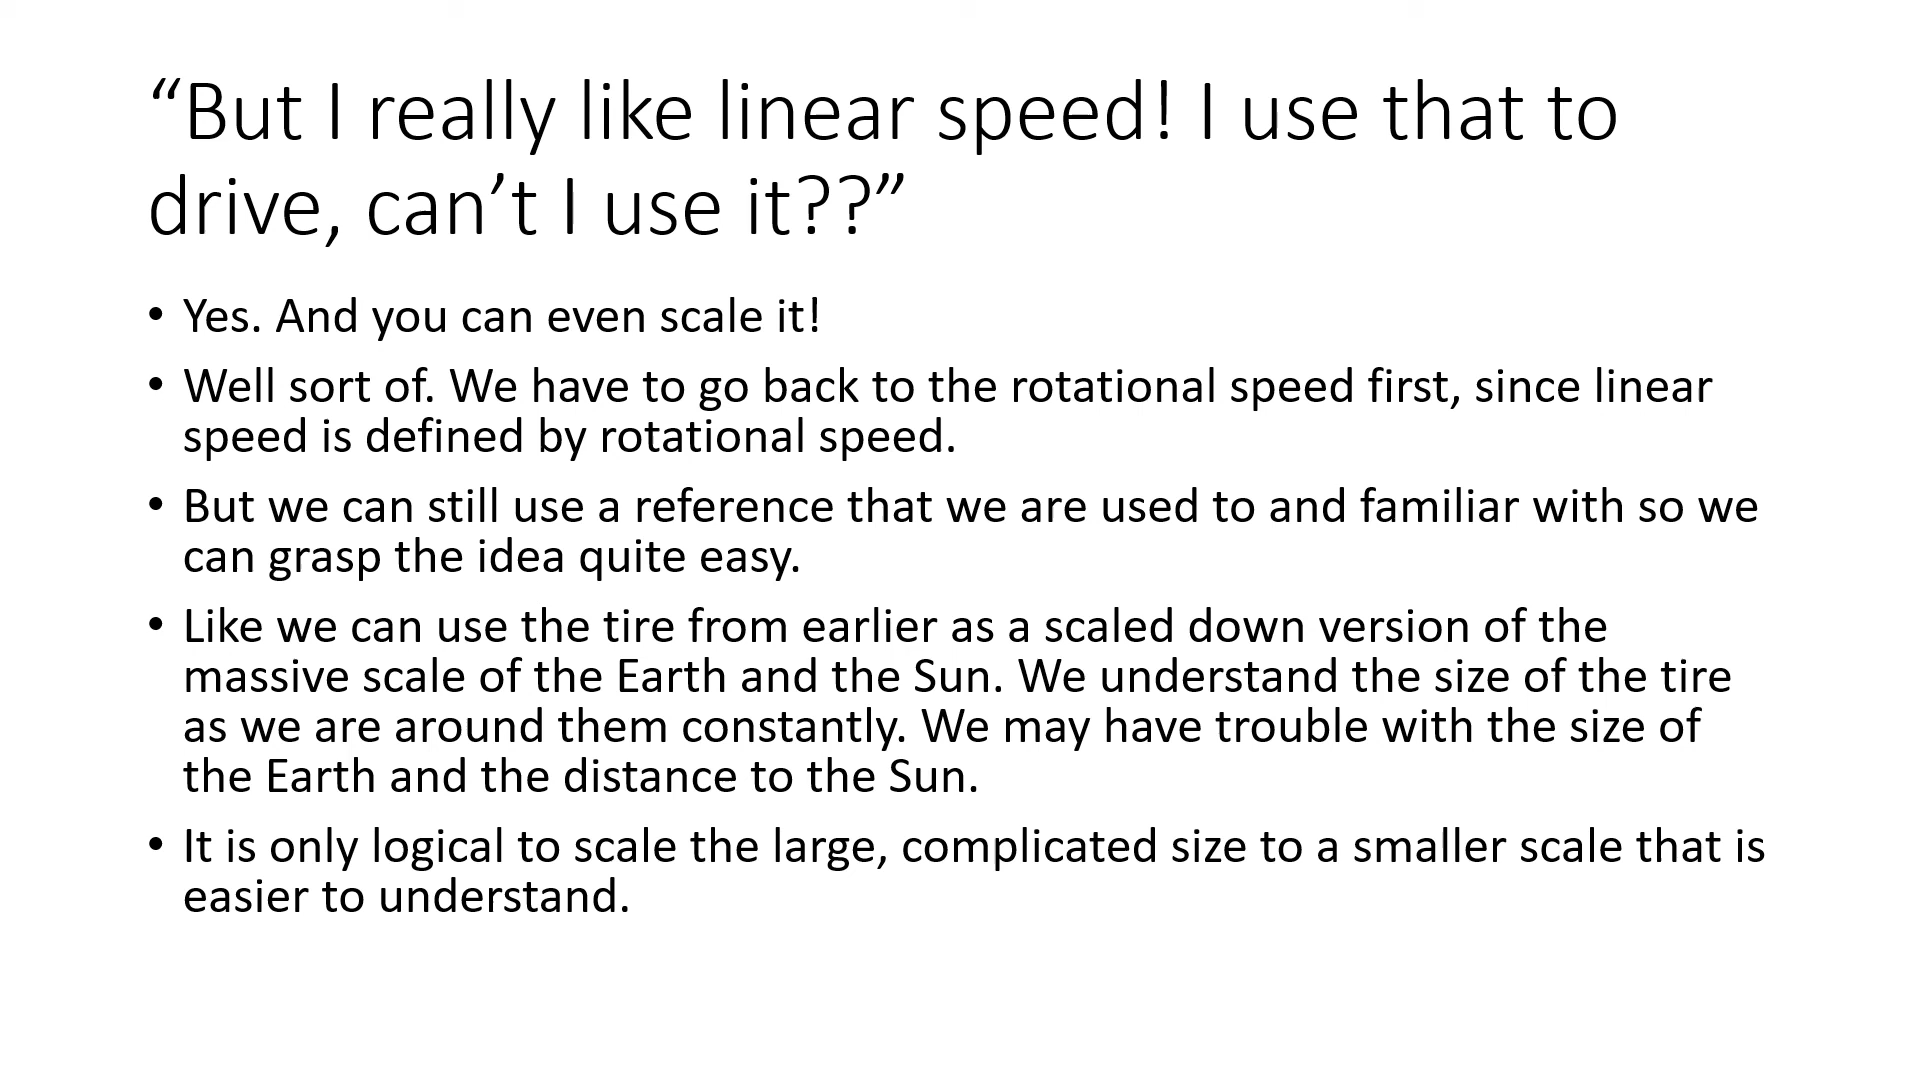 “But I really like linear speed! I use that to
drive, can’t I use it??”
• Yes. And you can even scale it!
• Well sort of. We have to go back to the rotational speed first, since linear
speed is defined by rotational speed.
• But we can still use a reference that we are used to and familiar with so we
can grasp the idea quite easy.
• Like we can use the tire from earlier as a scaled down version of the
massive scale of the Earth and the Sun. We understand the size of the tire
as we are around them constantly. We may have trouble with the size of
the Earth and the distance to the Sun.
• It is only logical to scale the large, complicated size to a smaller scale that is
easier to understand.